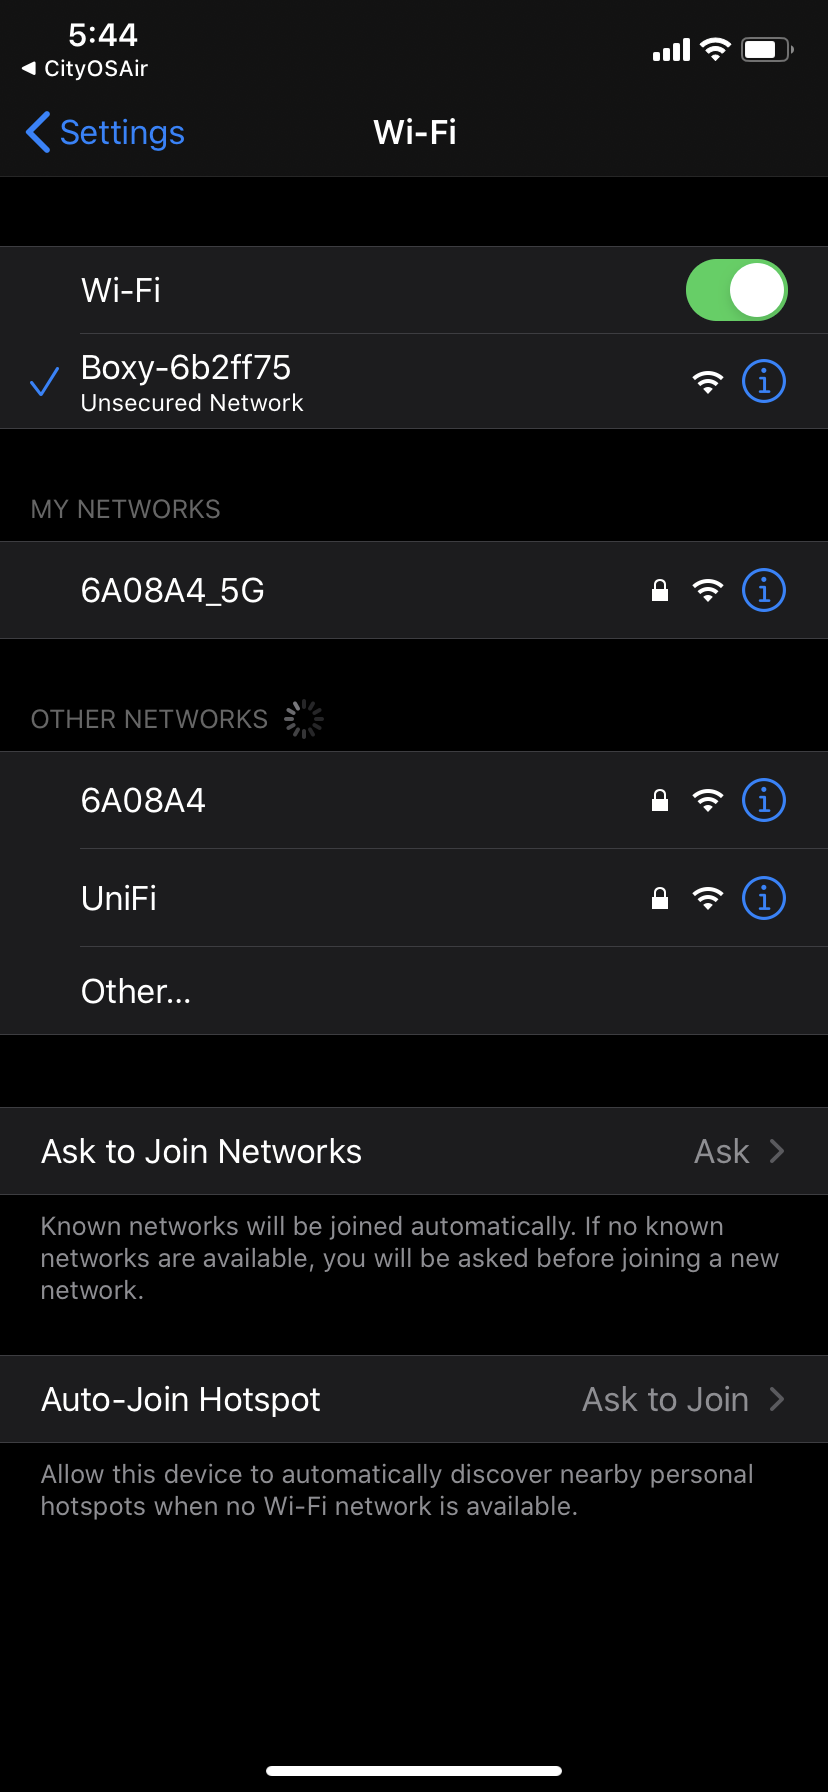 5:44
◀ CityOSAir
Settings
Wi-Fi
Wi-Fi
Boxy-6b2ff75
Unsecured Network
MY NETWORKS
6A08A4_5G
OTHER NETWORKS
6A08A4
UniFi
Other...
Ask to Join Networks Ask
Known networks will be joined automatically. If no known
networks are available, you will be asked before joining a new
network.
Auto-Join Hotspot Ask to Join
Allow this device to automatically discover nearby personal
hotspots when no Wi-Fi network is available.